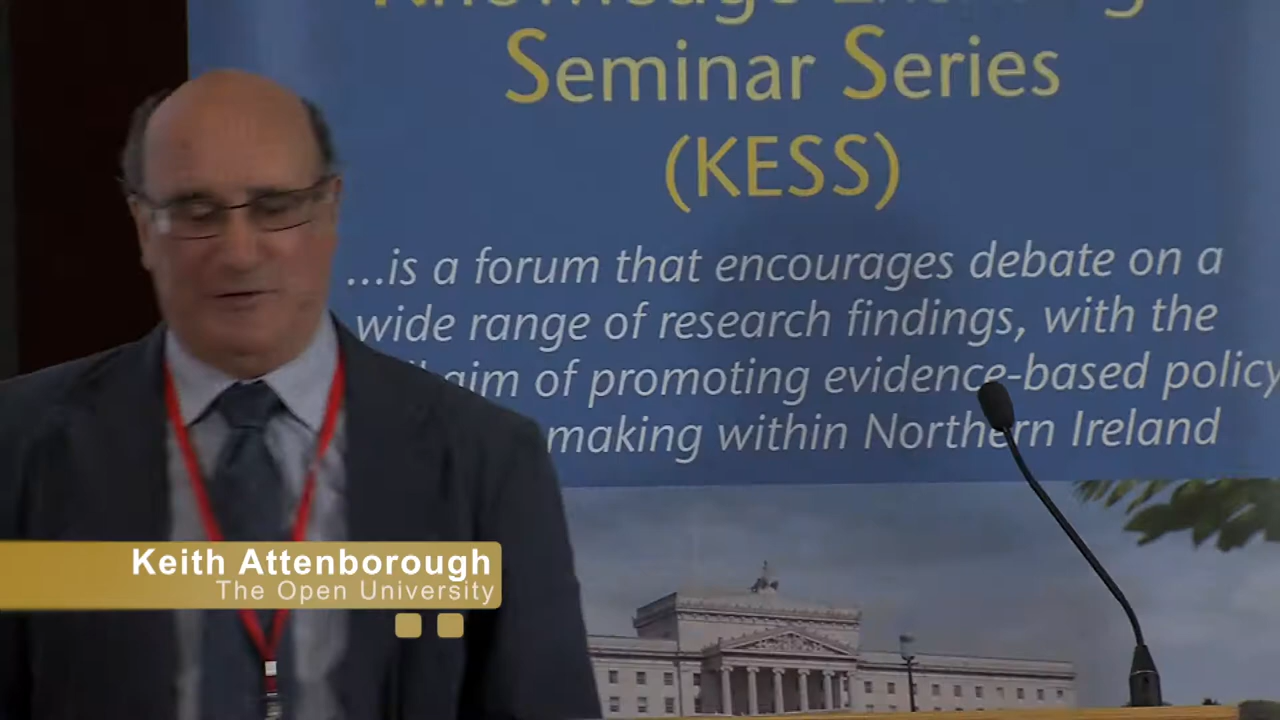 Seminar Series
(KESS)
...is a forum that encourages debate on a
wide range of research findings, with the
aim of promoting evidence-based policy
making within Northern Ireland
Keith Attenborough
The Open University